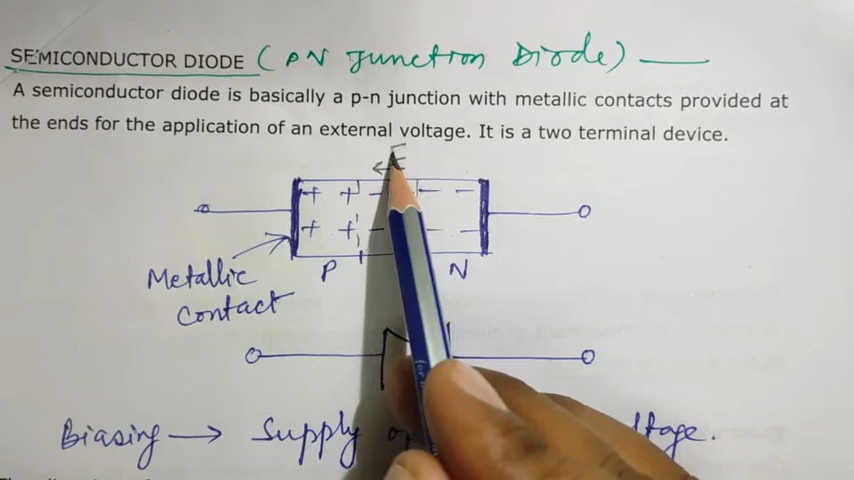 SEMICONDUCTOR DIODE (PN Junction Diode) —
A semiconductor diode is basically a p-n junction with metallic contacts provided at
the ends for the application of an external voltage. It is a two terminal device.
← E
+ + - - -
+ + - - -
P N
Metallic
Contact
Biasing → Supply